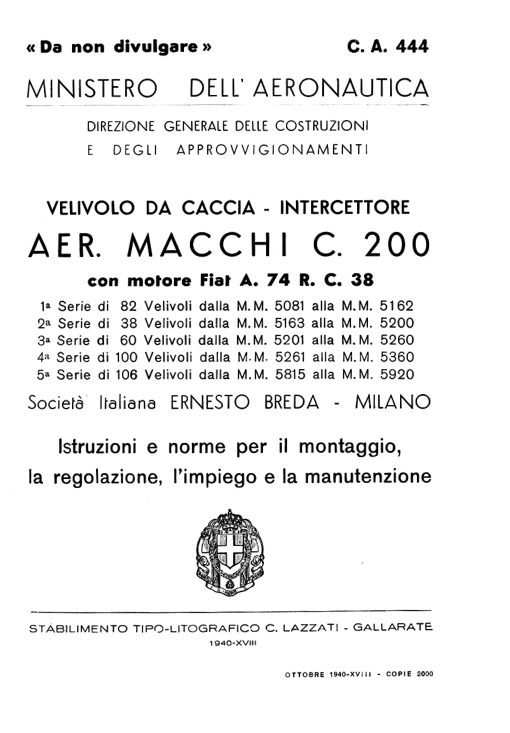 « Da non divulgare » C. A. 444
MINISTERO DELL' AERONAUTICA
DIREZIONE GENERALE DELLE COSTRUZIONI
E DEGLI APPROVVIGIONAMENTI
VELIVOLO DA CACCIA - INTERCETTORE
AER. MACCHI C. 200
con motore Fiat A. 74 R. C. 38
1ª Serie di 82 Velivoli dalla M.M. 5081 alla M.M. 5162
2ª Serie di 38 Velivoli dalla M.M. 5163 alla M.M. 5200
3ª Serie di 60 Velivoli dalla M.M. 5201 alla M.M. 5260
4ª Serie di 100 Velivoli dalla M.M. 5261 alla M.M. 5360
5ª Serie di 106 Velivoli dalla M.M. 5815 alla M.M. 5920
Società Italiana ERNESTO BREDA - MILANO
Istruzioni e norme per il montaggio,
la regolazione, l'impiego e la manutenzione
STABILIMENTO TIPO-LITOGRAFICO C. LAZZATI - GALLARATE
1940-XVIII
OTTOBRE 1940-XVIII - COPIE 2000